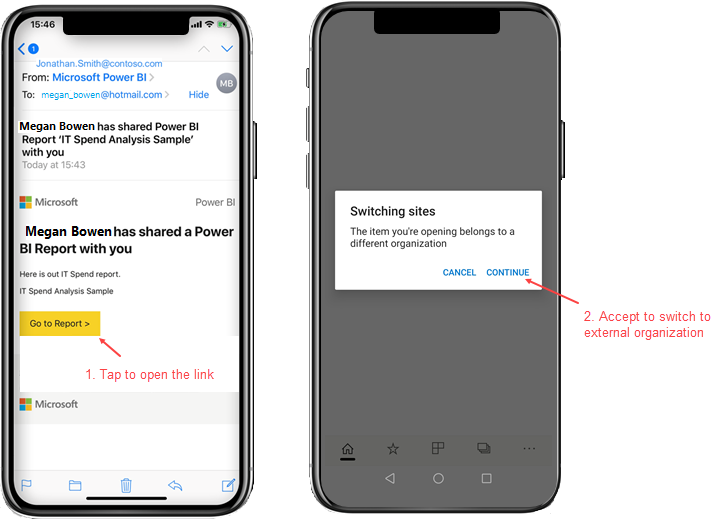 15:46
1
Jonathan.Smith@contoso.com
From: Microsoft Power BI
MB
To: megan_bowen@hotmail.com Hide
Megan Bowen has shared Power BI
Report 'IT Spend Analysis Sample'
with you
Today at 15:43
Microsoft Power BI
Megan Bowen has shared a Power
BI Report with you
Here is out IT Spend report.
IT Spend Analysis Sample
Go to Report >
1. Tap to open the link
Microsoft
Switching sites
The item you're opening belongs to a
different organization
CANCEL CONTINUE
2. Accept to switch to
external organization